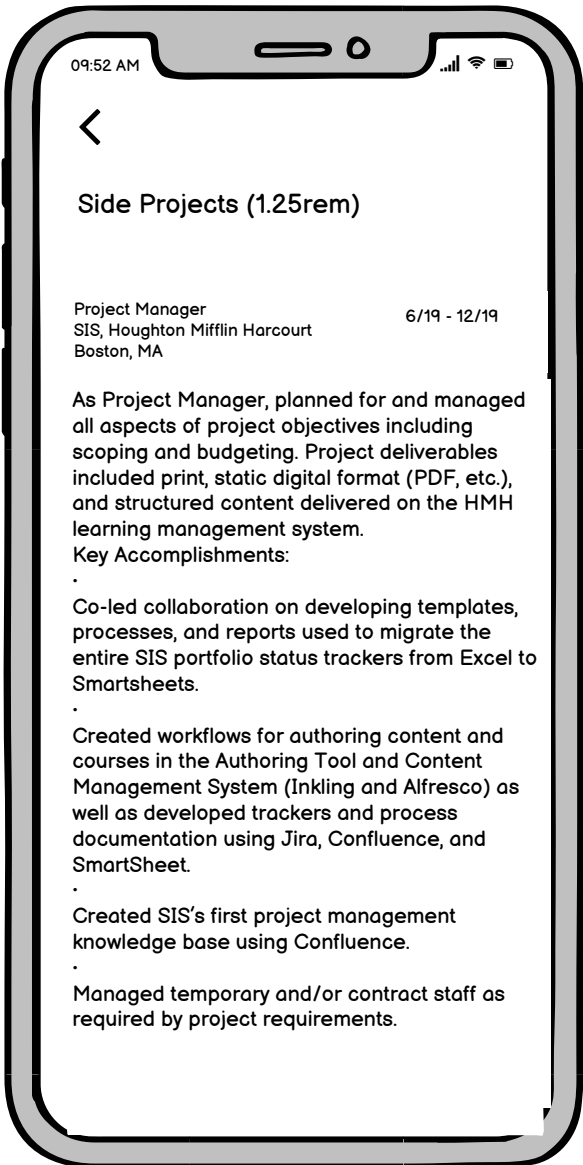 09:52 AM
Side Projects (1.25rem)
Project Manager
SIS, Houghton Mifflin Harcourt
Boston, MA
6/19 - 12/19
As Project Manager, planned for and managed
all aspects of project objectives including
scoping and budgeting. Project deliverables
included print, static digital format (PDF, etc.),
and structured content delivered on the HMH
learning management system.
Key Accomplishments:
·
Co-led collaboration on developing templates,
processes, and reports used to migrate the
entire SIS portfolio status trackers from Excel to
Smartsheets.
·
Created workflows for authoring content and
courses in the Authoring Tool and Content
Management System (Inkling and Alfresco) as
well as developed trackers and process
documentation using Jira, Confluence, and
SmartSheet.
·
Created SIS's first project management
knowledge base using Confluence.
·
Managed temporary and/or contract staff as
required by project requirements.